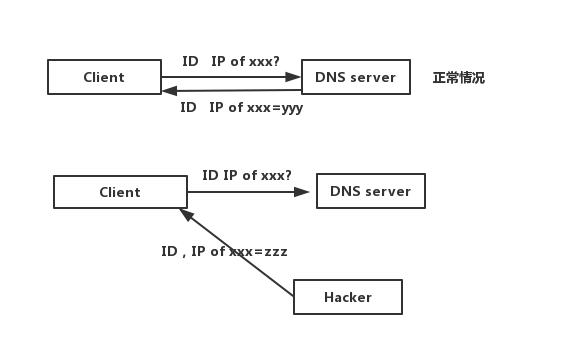 ID IP of xxx?
Client
DNS server
正常情况
ID IP of xxx=yyy
ID IP of xxx?
Client
DNS server
ID , IP of xxx=zzz
Hacker